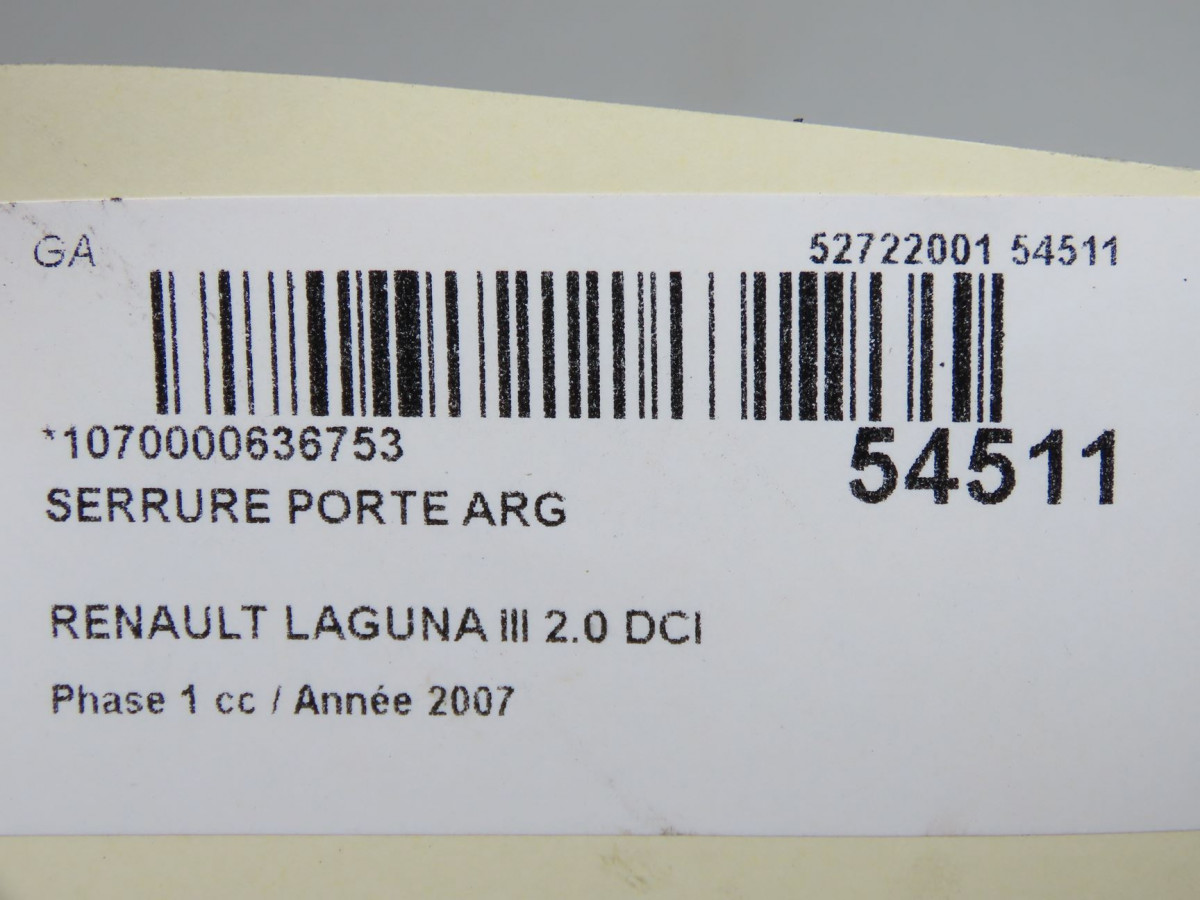 GA 52722001 54511
*1070000636753 54511
SERRURE PORTE ARG
RENAULT LAGUNA III 2.0 DCI
Phase 1 cc / Année 2007